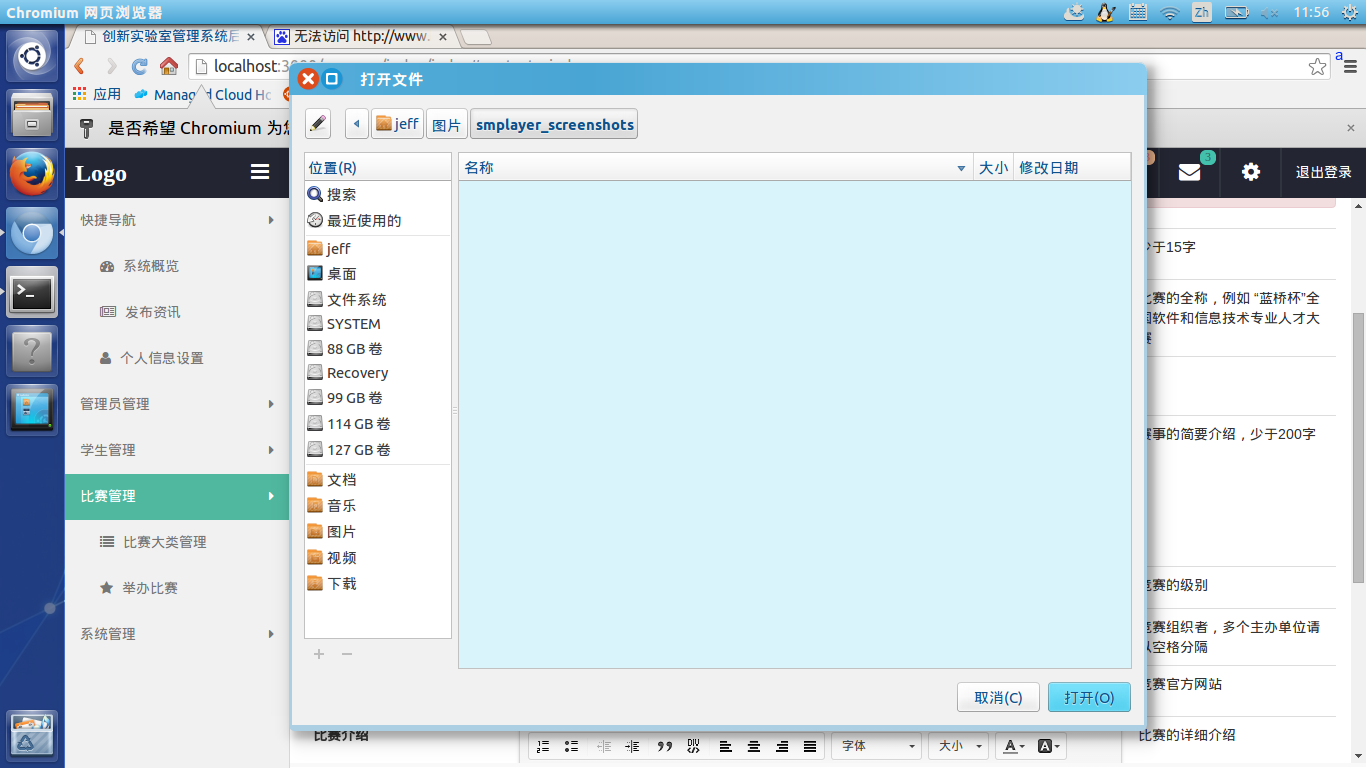 Chromium 网页浏览器
Zh
11:56
创新实验室管理系统后
无法访问 http://www.
localhost:3000/
a
应用
Managed Cloud Ho
是否希望 Chromium 为您
Logo
3
退出登录
快捷导航
系统概览
发布资讯
个人信息设置
管理员管理
学生管理
比赛管理
比赛大类管理
举办比赛
系统管理
打开文件
jeff
图片
smplayer_screenshots
位置(R)
搜索
最近使用的
jeff
桌面
文件系统
SYSTEM
88 GB 卷
Recovery
99 GB 卷
114 GB 卷
127 GB 卷
文档
音乐
图片
视频
下载
名称
大小
修改日期
取消(C)
打开(O)
少于15字
比赛的全称，例如 “蓝桥杯”全
国软件和信息技术专业人才大
赛
赛事的简要介绍，少于200字
竞赛的级别
竞赛组织者，多个主办单位请
以空格分隔
竞赛官方网站
比赛的详细介绍
比赛介绍
DIV
字体
大小
A
A